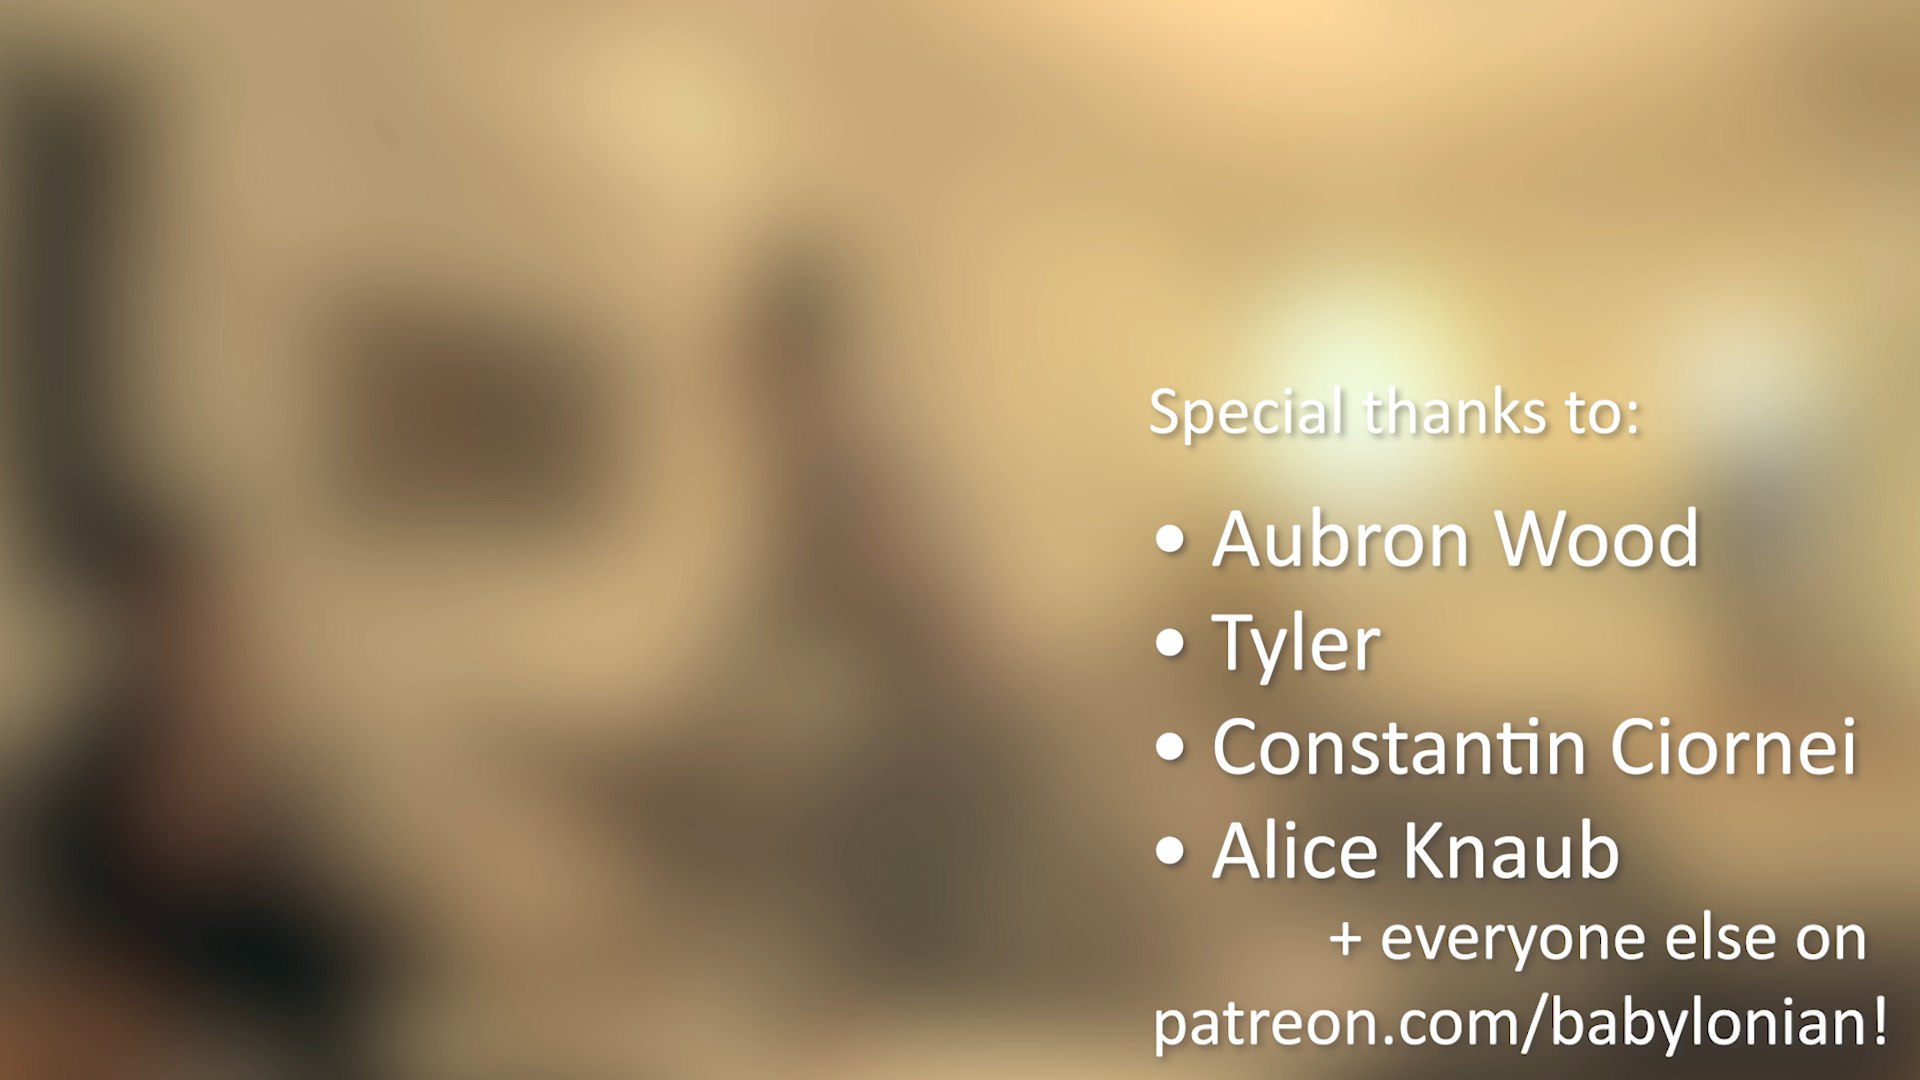 Special thanks to:
• Aubron Wood
• Tyler
• Constantin Ciornei
• Alice Knaub
+ everyone else on
patreon.com/babylonian!